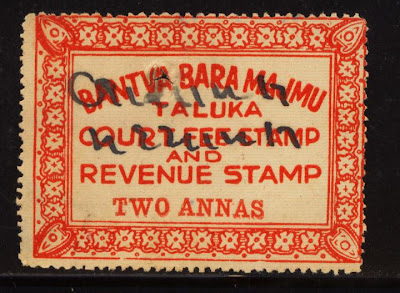 BANTVA BARA MAJMU
TALUKA
COURT FEE STAMP
AND
REVENUE STAMP
TWO ANNAS